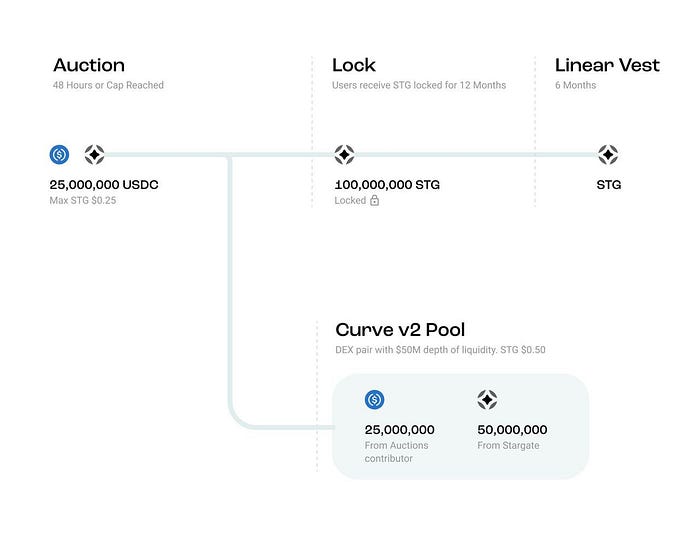 Auction
48 Hours or Cap Reached
Lock
Users receive STG locked for 12 Months
Linear Vest
6 Months
25,000,000 USDC
Max STG $0.25
100,000,000 STG
Locked
STG
Curve v2 Pool
DEX pair with $50M depth of liquidity. STG $0.50
25,000,000
From Auctions
contributor
50,000,000
From Stargate